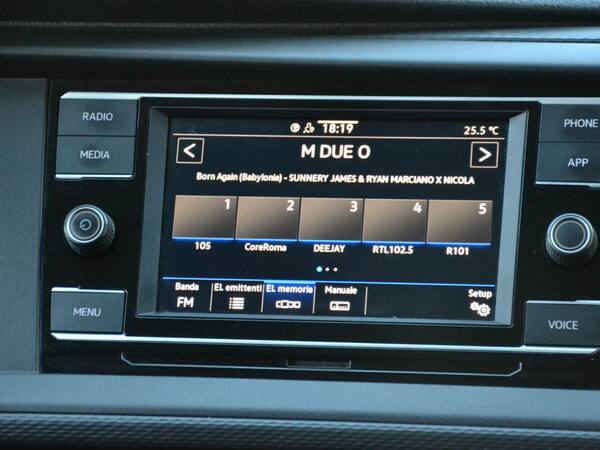 RADIO
MEDIA
MENU
18:19
25.5 °C
M DUE O
Born Again (Babylonia) - SUNNERY JAMES & RYAN MARCIANO X NICOLA
1 2 3 4 5
105 CoreRoma DEEJAY RTL102.5 R101
Banda El. emittenti El. memoria Manuale Setup
FM
PHONE
APP
VOICE